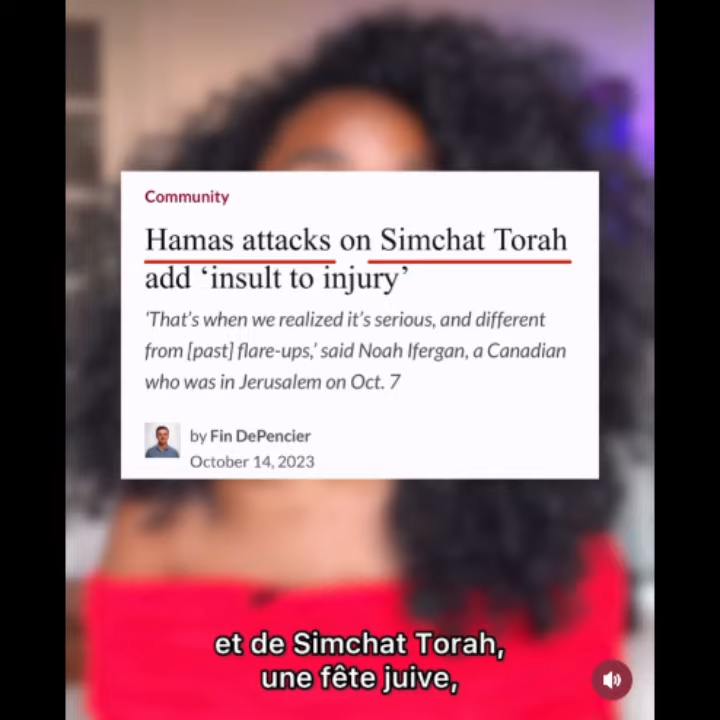 Community
Hamas attacks on Simchat Torah
add ‘insult to injury’
‘That’s when we realized it’s serious, and different
from [past] flare-ups,’ said Noah Ifergan, a Canadian
who was in Jerusalem on Oct. 7
by Fin DePencier
October 14, 2023
et de Simchat Torah,
une fête juive,